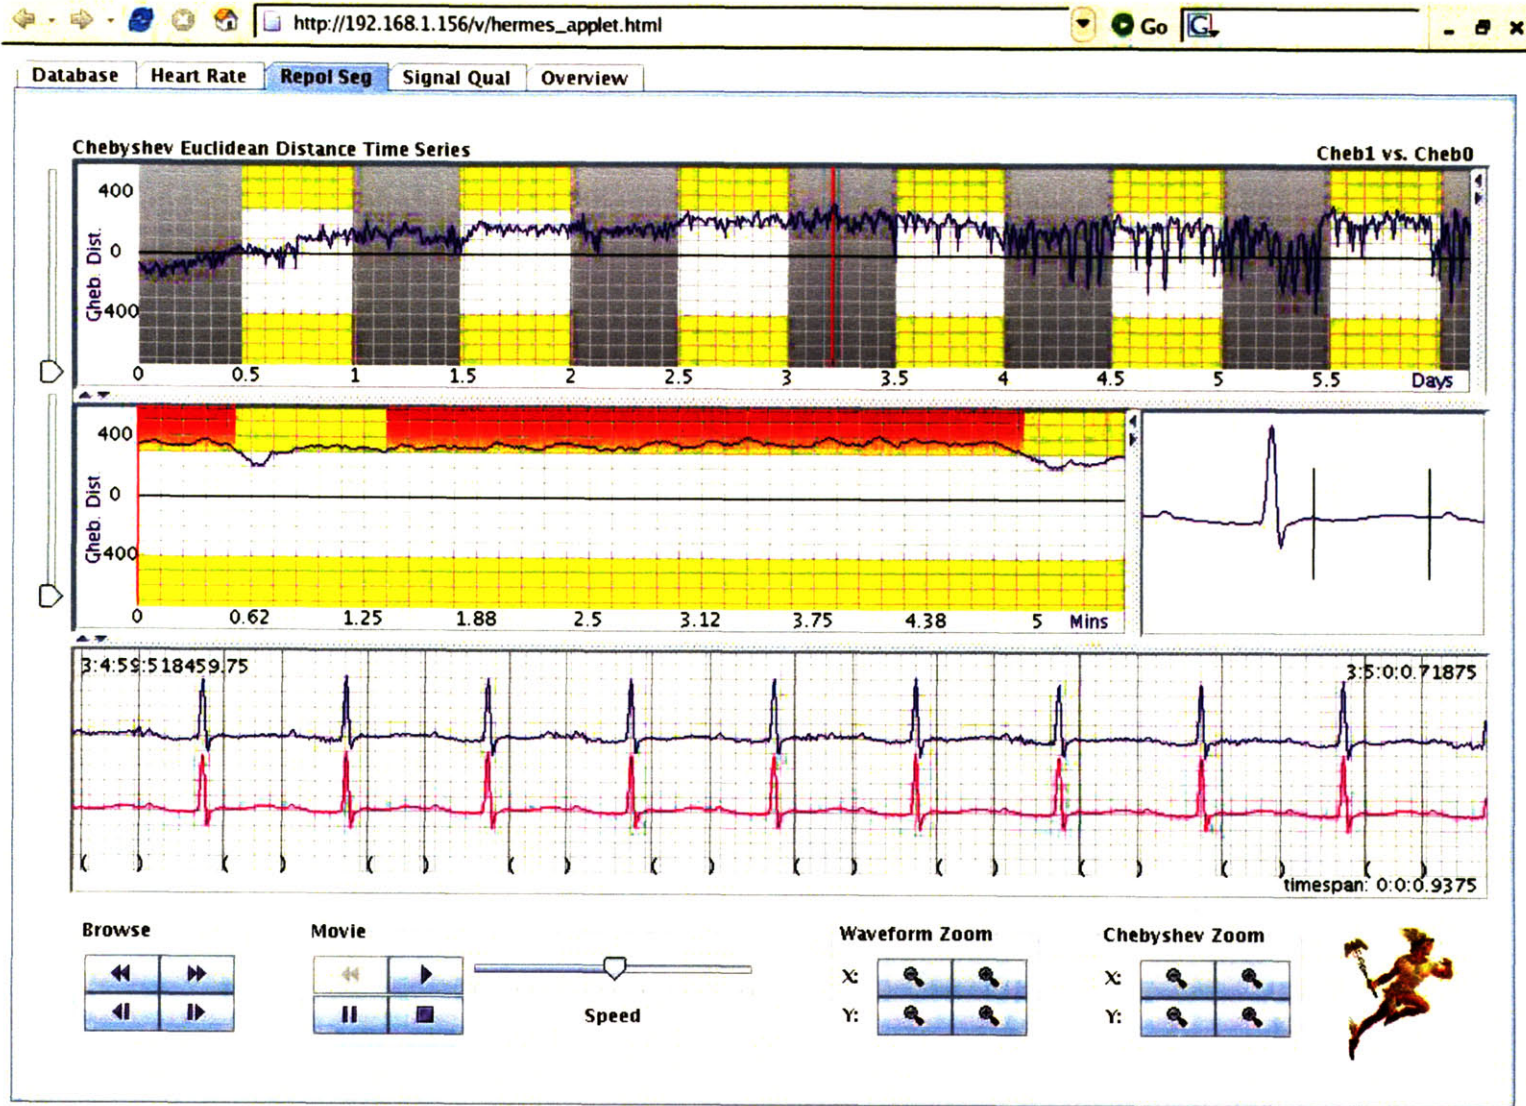 http://192.168.1.156/v/hermes_applet.html
Go
G
Database Heart Rate Repol Seg Signal Qual Overview
Chebyshev Euclidean Distance Time Series
Cheb1 vs. Cheb0
400
0
400
Gheb. Dist.
0 0.5 1 1.5 2 2.5 3 3.5 4 4.5 5 5.5 Days
400
0
400
Gheb. Dist
0 0.62 1.25 1.88 2.5 3.12 3.75 4.38 5 Mins
3:4:59:518459.75
3:5:0:0.71875
( ) ( ) ( ) ( ) ( ) ( ) ( ) ( ) ( )
timespan: 0:0:0.9375
Browse
Movie
Speed
Waveform Zoom
X:
Y:
Chebyshev Zoom
X:
Y: